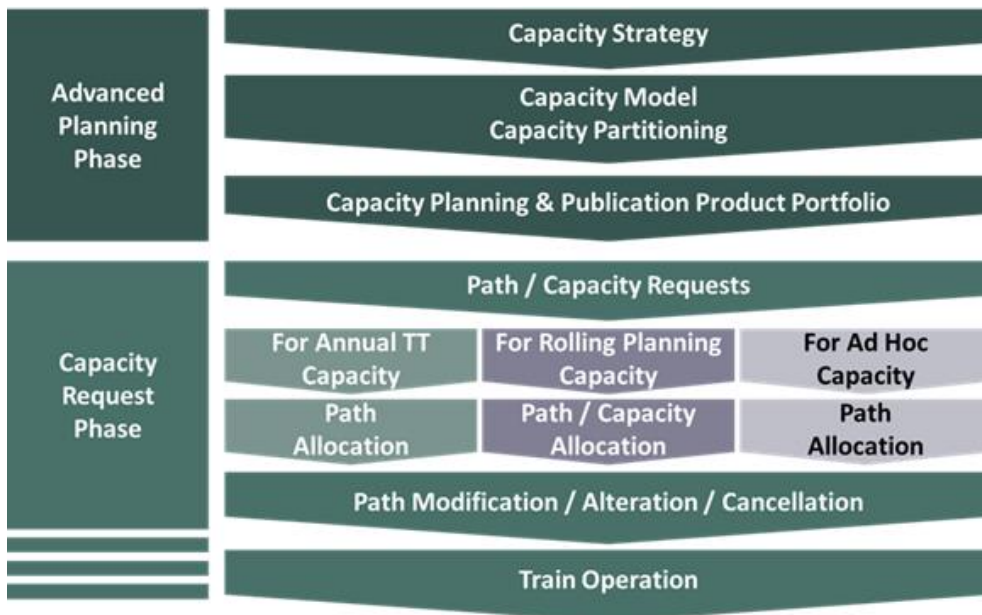 Capacity Strategy
Advanced
Planning
Phase
Capacity Model
Capacity Partitioning
Capacity Planning & Publication Product Portfolio
Capacity
Request
Phase
Path / Capacity Requests
For Annual TT
Capacity
For Rolling Planning
Capacity
For Ad Hoc
Capacity
Path
Allocation
Path / Capacity
Allocation
Path
Allocation
Path Modification / Alteration / Cancellation
Train Operation